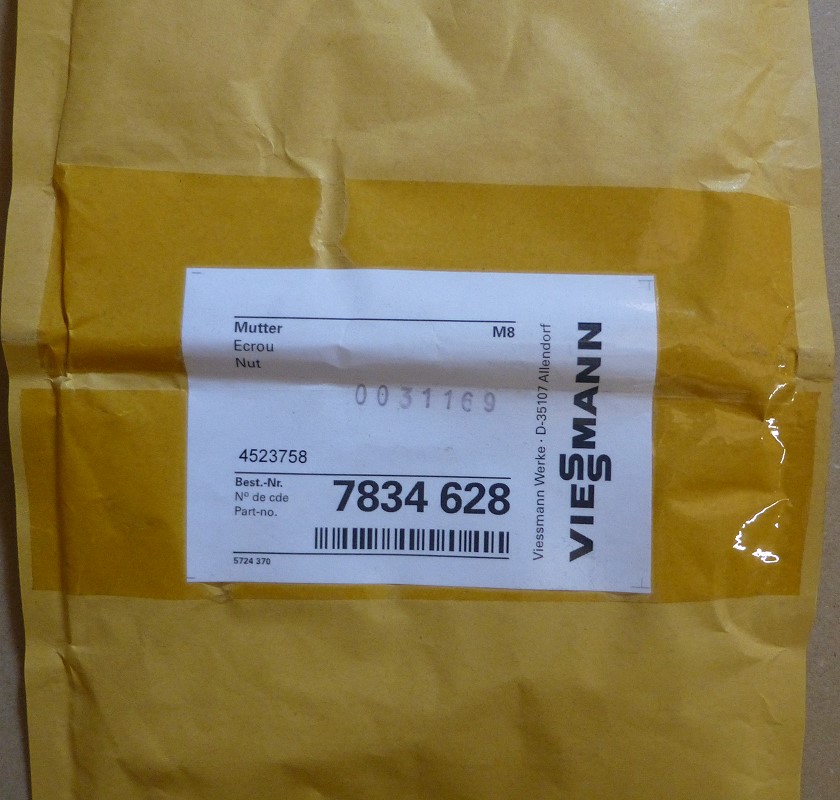 Mutter M8
Ecrou
Nut
0031169
4523758
Best.-Nr.
Nº de cde
Part-no.
7834 628
5724 370
Viessmann Werke · D-35107 Allendorf
VIESSMANN